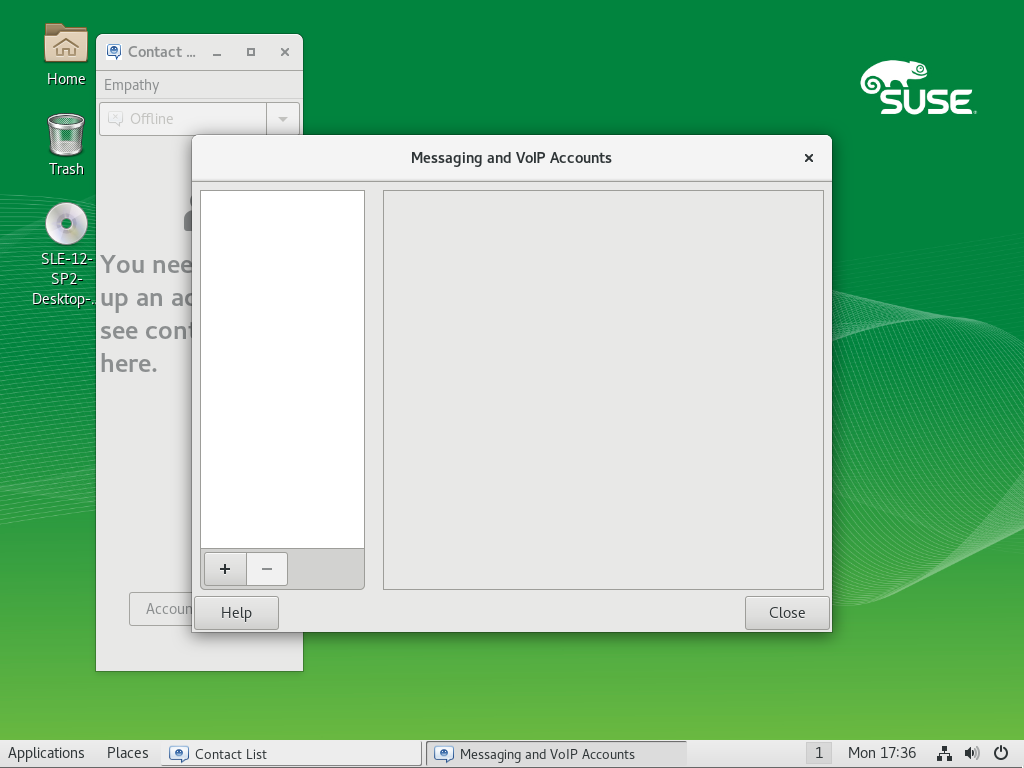 Home
Trash
SLE-12-
SP2-
Desktop-...
Contact ...
Empathy
Offline
SUSE
Messaging and VoIP Accounts
You nee
up an ac
see cont
here.
+
−
Accoun
Help
Close
Applications
Places
Contact List
Messaging and VoIP Accounts
1
Mon 17:36